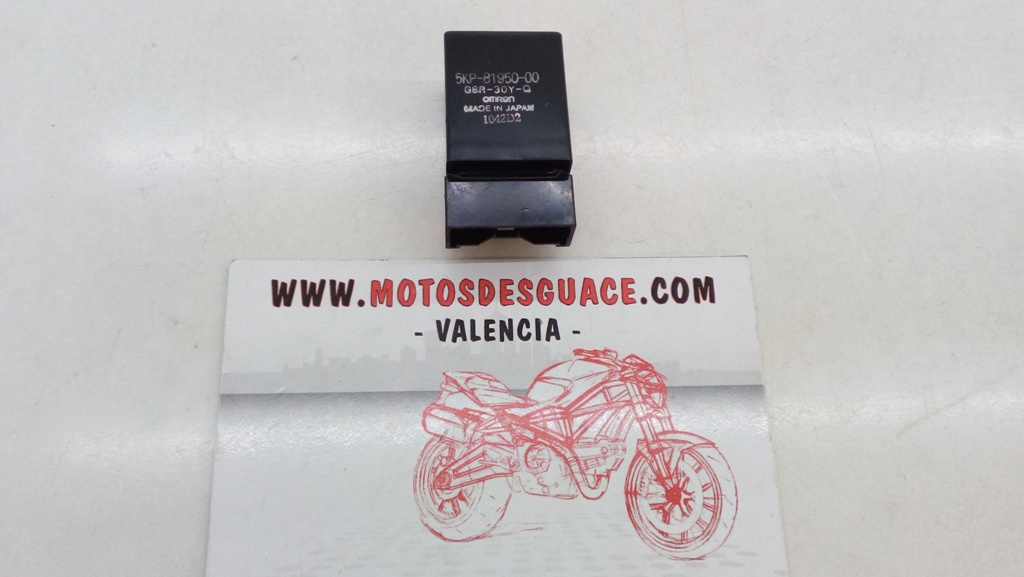 5KP-81950-00
G8R-30Y-Q
OMRON
MADE IN JAPAN
1042D2
WWW.MOTOSDESGUACE.COM
- VALENCIA -